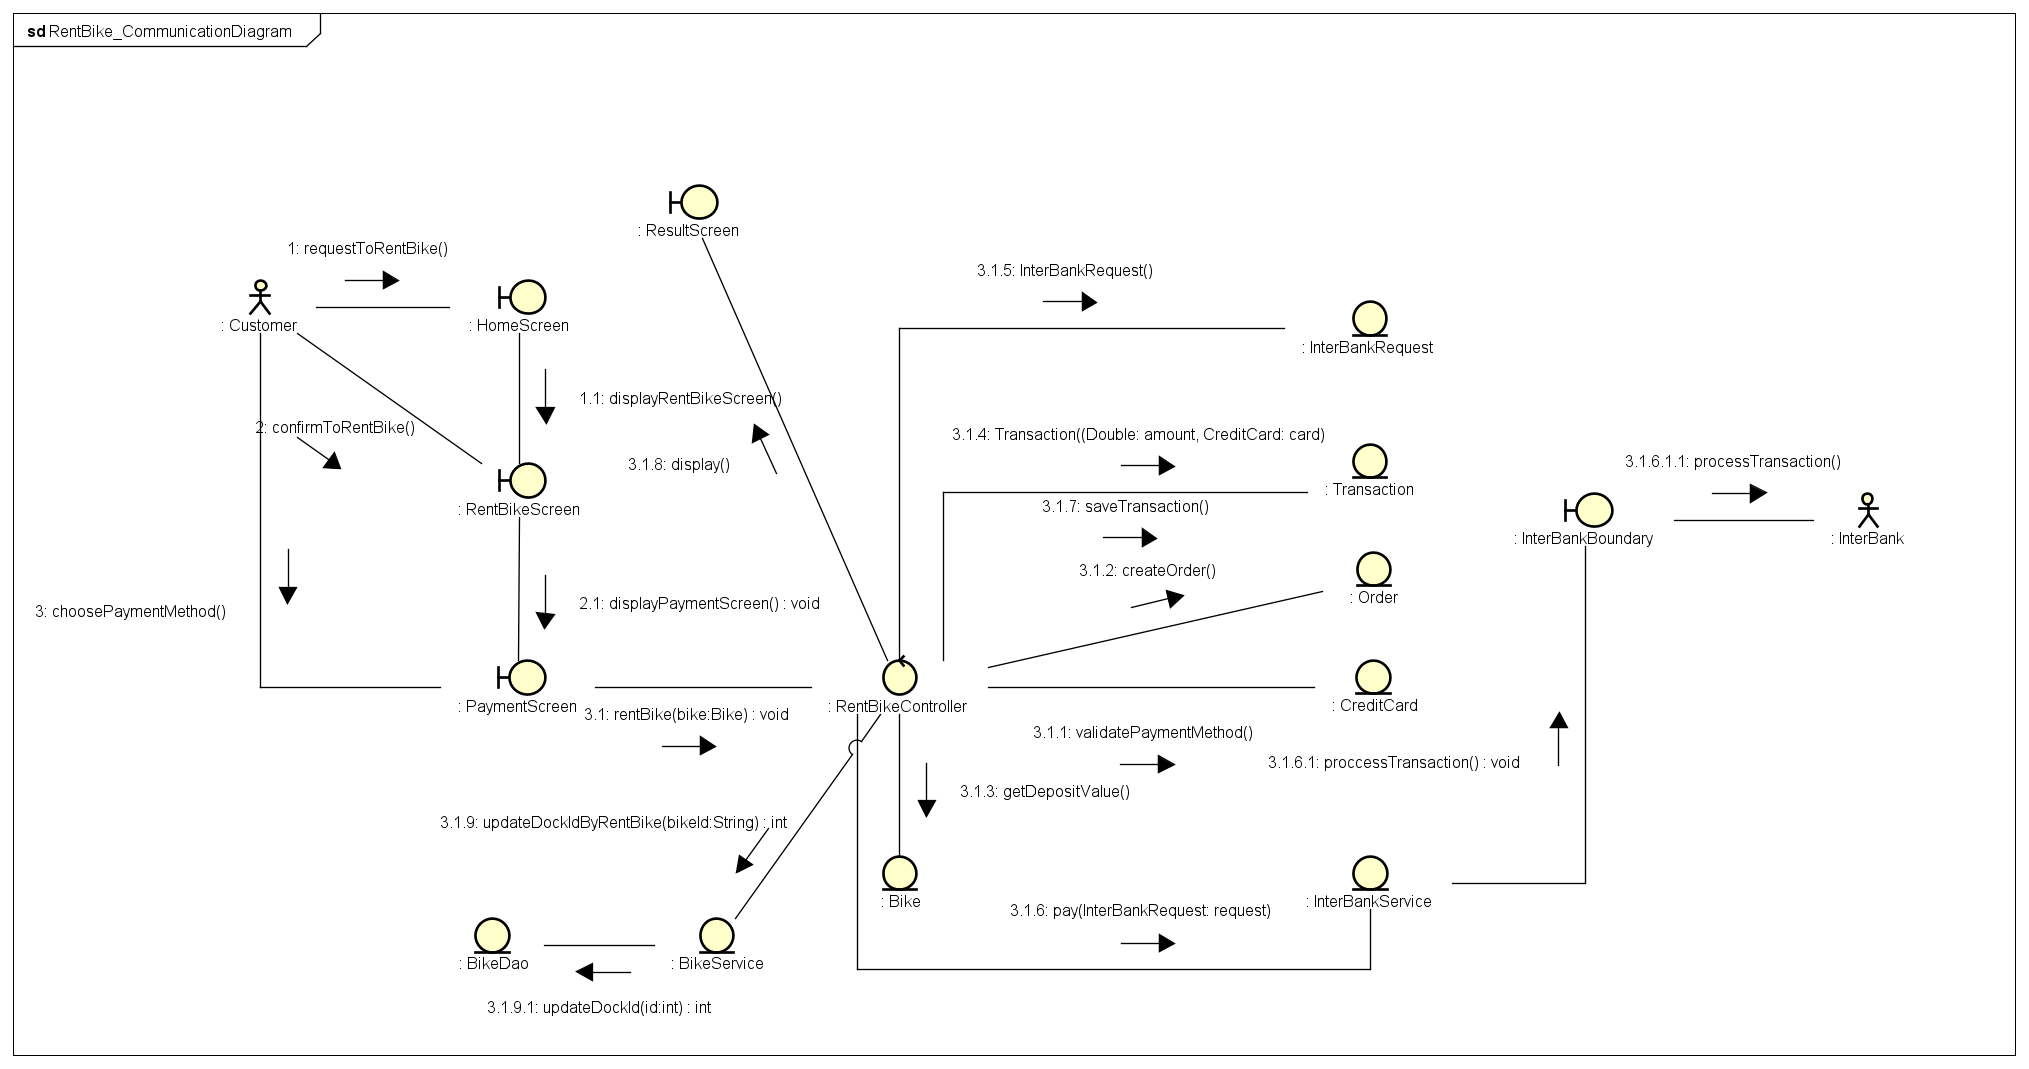 sd RentBike_CommunicationDiagram
: ResultScreen
1: requestToRentBike()
3.1.5: InterBankRequest()
: Customer
: HomeScreen
: InterBankRequest
1.1: displayRentBikeScreen()
2: confirmToRentBike()
3.1.4: Transaction((Double: amount, CreditCard: card)
3.1.8: display()
3.1.6.1.1: processTransaction()
: Transaction
: RentBikeScreen
3.1.7: saveTransaction()
: InterBankBoundary
: InterBank
3.1.2: createOrder()
: Order
3: choosePaymentMethod()
2.1: displayPaymentScreen() : void
: PaymentScreen
: RentBikeController
: CreditCard
3.1: rentBike(bike:Bike) : void
3.1.1: validatePaymentMethod()
3.1.6.1: proccessTransaction() : void
3.1.3: getDepositValue()
3.1.9: updateDockIdByRentBike(bikeId:String) : int
: Bike
: InterBankService
3.1.6: pay(InterBankRequest: request)
: BikeDao
: BikeService
3.1.9.1: updateDockId(id:int) : int